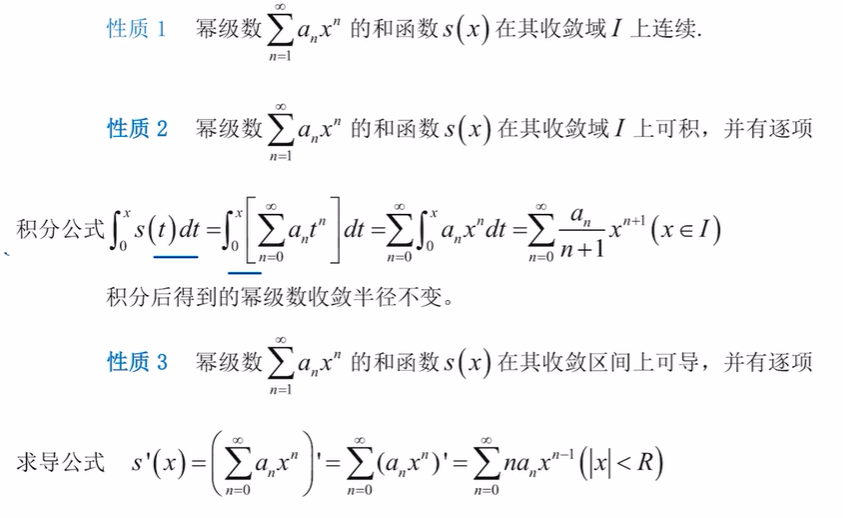 性质 1 幂级数 $\sum_{n=1}^{\infty} a_n x^n$ 的和函数 $s(x)$ 在其收敛域 $I$ 上连续.
性质 2 幂级数 $\sum_{n=1}^{\infty} a_n x^n$ 的和函数 $s(x)$ 在其收敛域 $I$ 上可积，并有逐项
积分公式 $\int_0^x s(t)dt = \int_0^x \left[ \sum_{n=0}^{\infty} a_n t^n \right] dt = \sum_{n=0}^{\infty} \int_0^x a_n x^n dt = \sum_{n=0}^{\infty} \frac{a_n}{n+1} x^{n+1} (x \in I)$
积分后得到的幂级数收敛半径不变。
性质 3 幂级数 $\sum_{n=1}^{\infty} a_n x^n$ 的和函数 $s(x)$ 在其收敛区间上可导，并有逐项
求导公式 $s'(x) = \left( \sum_{n=0}^{\infty} a_n x^n \right)' = \sum_{n=0}^{\infty} (a_n x^n)' = \sum_{n=0}^{\infty} n a_n x^{n-1} (|x| < R)$